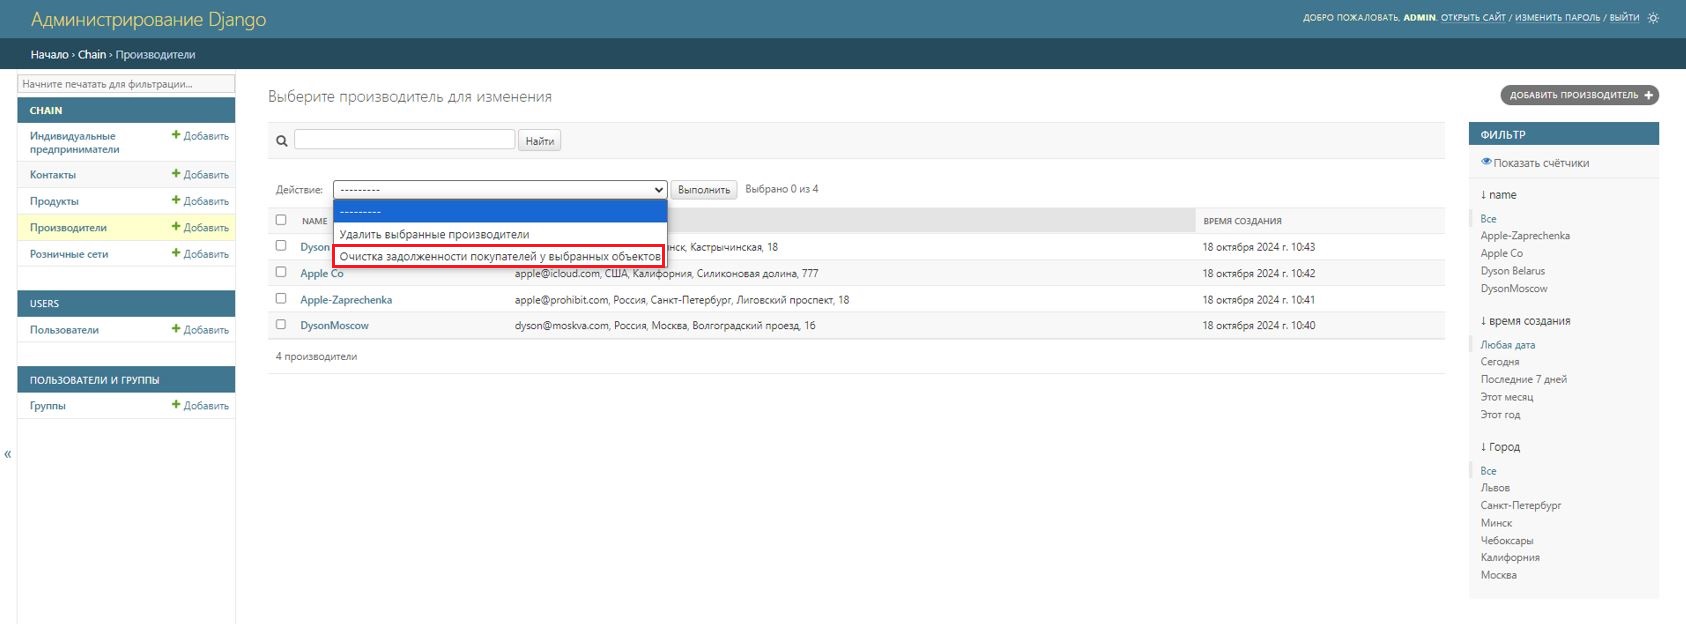 Администрирование Django
ДОБРО ПОЖАЛОВАТЬ, ADMIN. ОТКРЫТЬ САЙТ / ИЗМЕНИТЬ ПАРОЛЬ / ВЫЙТИ
Начало › Chain › Производители
Начните печатать для фильтрации...
CHAIN
Индивидуальные предприниматели
Добавить
Контакты
Добавить
Продукты
Добавить
Производители
Добавить
Розничные сети
Добавить
USERS
Пользователи
Добавить
ПОЛЬЗОВАТЕЛИ И ГРУППЫ
Группы
Добавить
«
Выберите производитель для изменения
ДОБАВИТЬ ПРОИЗВОДИТЕЛЬ +
Найти
Действие: --------- Выполнить Выбрано 0 из 4
---------
Удалить выбранные производители
Очистка задолженности покупателей у выбранных объектов
NAME ВРЕМЯ СОЗДАНИЯ
Dyson Кастрычинская, 18 18 октября 2024 г. 10:43
Apple Co apple@icloud.com, США, Калифорния, Силиконовая долина, 777 18 октября 2024 г. 10:42
Apple-Zaprechenka apple@prohibit.com, Россия, Санкт-Петербург, Лиговский проспект, 18 18 октября 2024 г. 10:41
DysonMoscow dyson@moskva.com, Россия, Москва, Волгоградский проезд, 16 18 октября 2024 г. 10:40
4 производители
ФИЛЬТР
Показать счётчики
↓ name
Все
Apple-Zaprechenka
Apple Co
Dyson Belarus
DysonMoscow
↓ время создания
Любая дата
Сегодня
Последние 7 дней
Этот месяц
Этот год
↓ Город
Все
Львов
Санкт-Петербург
Минск
Чебоксары
Калифорния
Москва